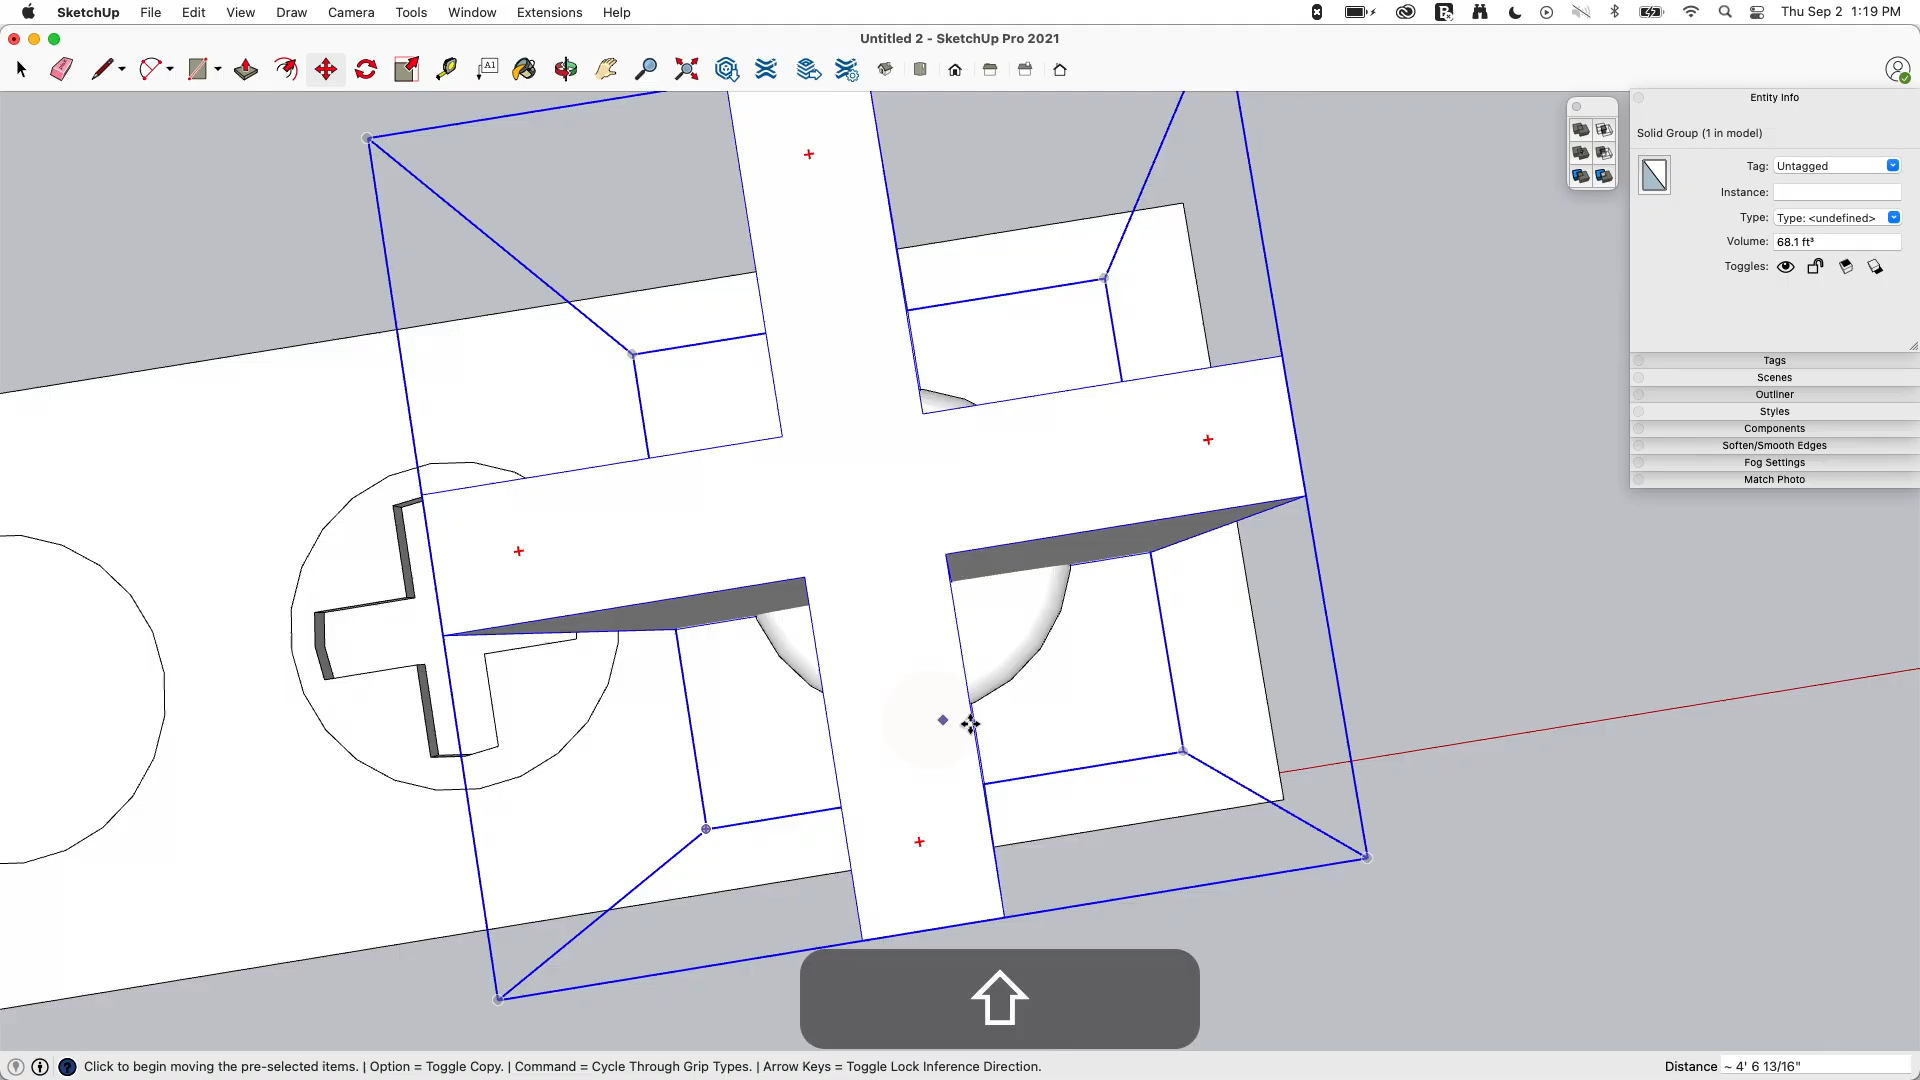 SketchUp File Edit View Draw Camera Tools Window Extensions Help Thu Sep 2 1:19 PM
Untitled 2 - SketchUp Pro 2021
A1
Entity Info
Solid Group (1 in model)
Tag: Untagged
Instance:
Type: Type: <undefined>
Volume: 68.1 ft³
Toggles:
Tags
Scenes
Outliner
Styles
Components
Soften/Smooth Edges
Fog Settings
Match Photo
Click to begin moving the pre-selected items. | Option = Toggle Copy. | Command = Cycle Through Grip Types. | Arrow Keys = Toggle Lock Inference Direction. Distance ~ 4' 6 13/16"